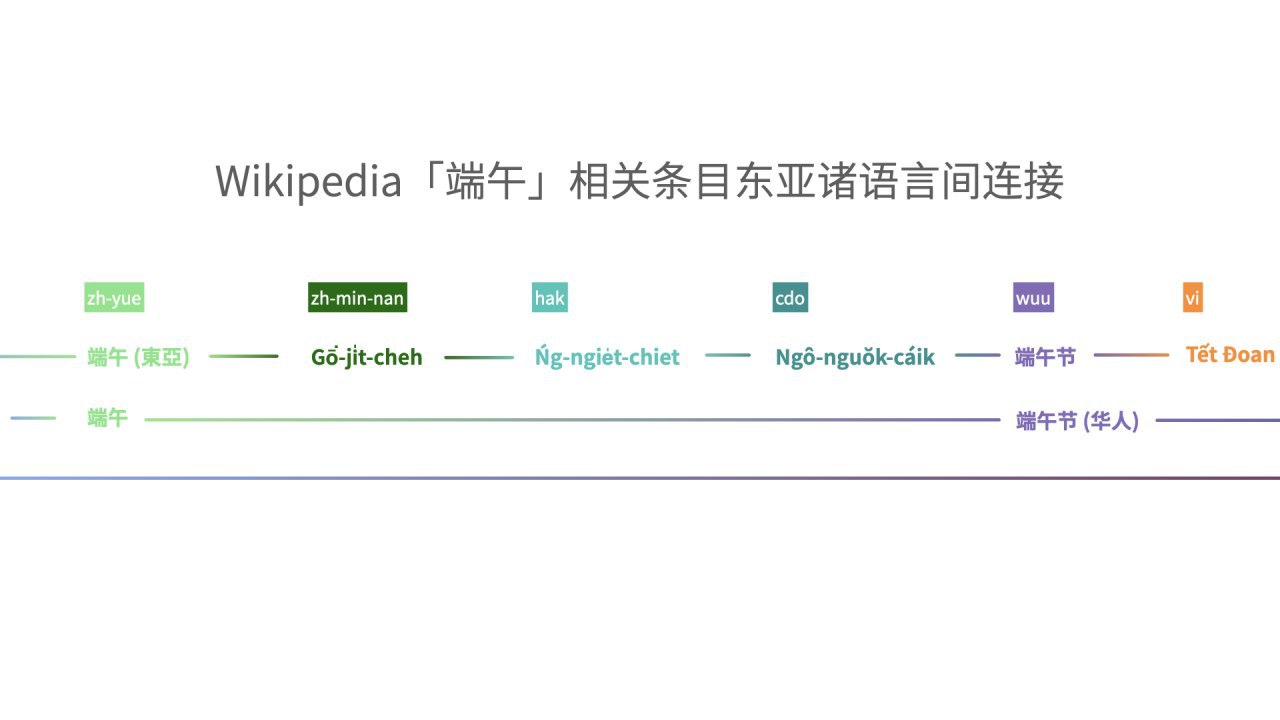 Wikipedia「端午」相关条目东亚诸语言间连接
zh-yue zh-min-nan hak cdo wuu vi
端午 (東亞) Gō͘-ji̍t-cheh Ńg-ngie̍t-chiet Ngô-nguŏk-cáik 端午节 Tết Đoan
端午 端午节 (华人)